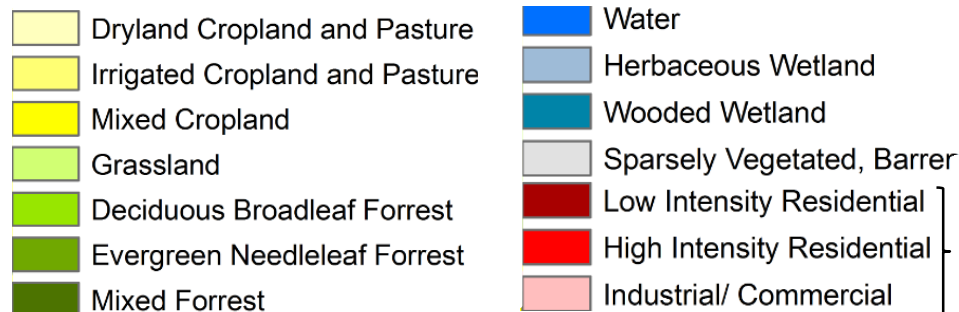 Dryland Cropland and Pasture
Irrigated Cropland and Pasture
Mixed Cropland
Grassland
Deciduous Broadleaf Forrest
Evergreen Needleleaf Forrest
Mixed Forrest
Water
Herbaceous Wetland
Wooded Wetland
Sparsely Vegetated, Barrer
Low Intensity Residential
High Intensity Residential
Industrial/ Commercial